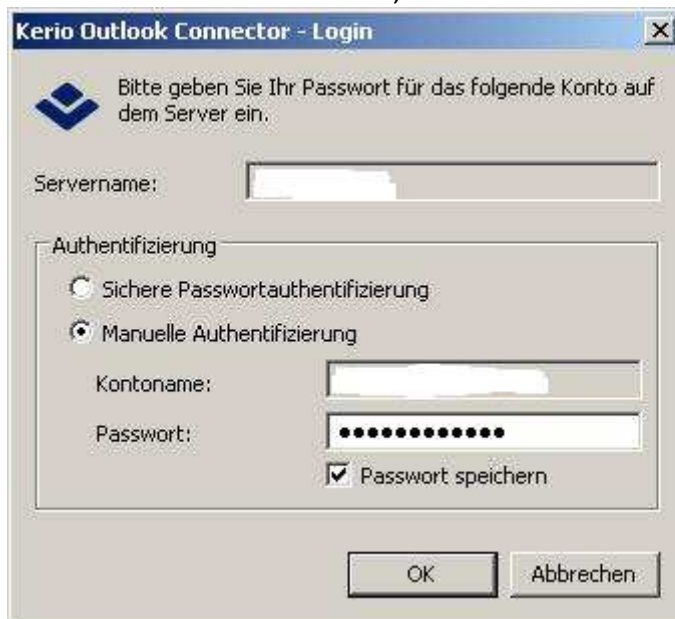 Kerio Outlook Connector - Login
Bitte geben Sie Ihr Passwort für das folgende Konto auf
dem Server ein.
Servername:
Authentifizierung
Sichere Passwortauthentifizierung
Manuelle Authentifizierung
Kontoname:
Passwort: ●●●●●●●●●●●●
Passwort speichern
OK Abbrechen